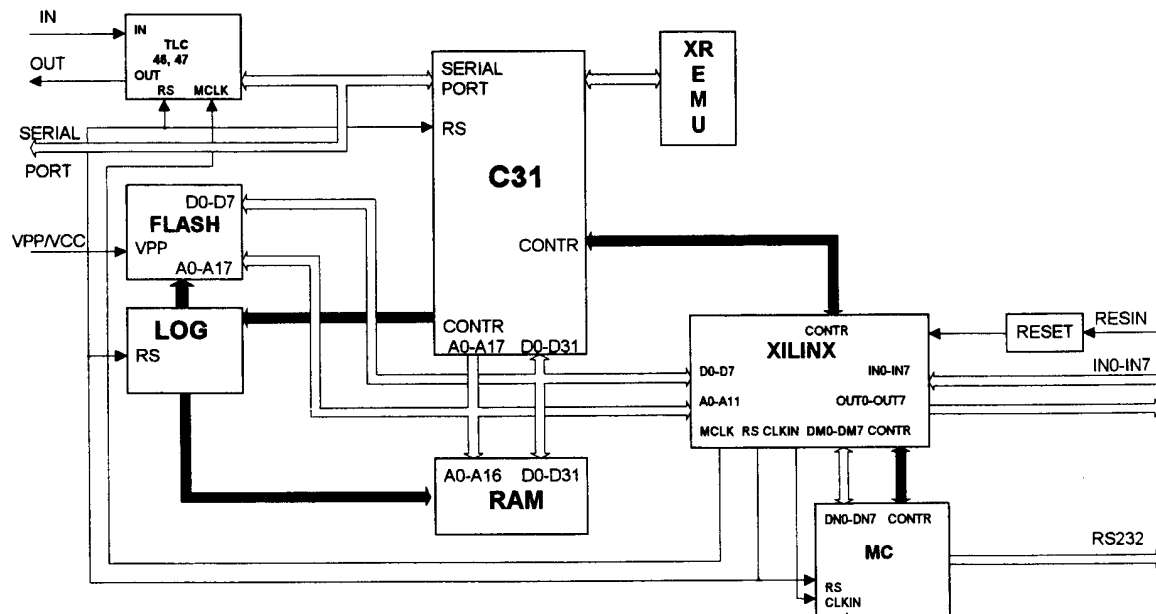 IN
IN
TLC
46, 47
OUT
OUT
RS MCLK
SERIAL
PORT
SERIAL
PORT
RS
C31
CONTR
CONTR
A0-A17 D0-D31
XR
E
M
U
D0-D7
FLASH
VPP/VCC
VPP
A0-A17
LOG
RS
A0-A16 D0-D31
RAM
CONTR
XILINX
D0-D7
IN0-IN7
A0-A11
OUT0-OUT7
MCLK RS CLKIN DM0-DM7 CONTR
RESET
RESIN
IN0-IN7
DN0-DN7 CONTR
MC
RS
CLKIN
RS232